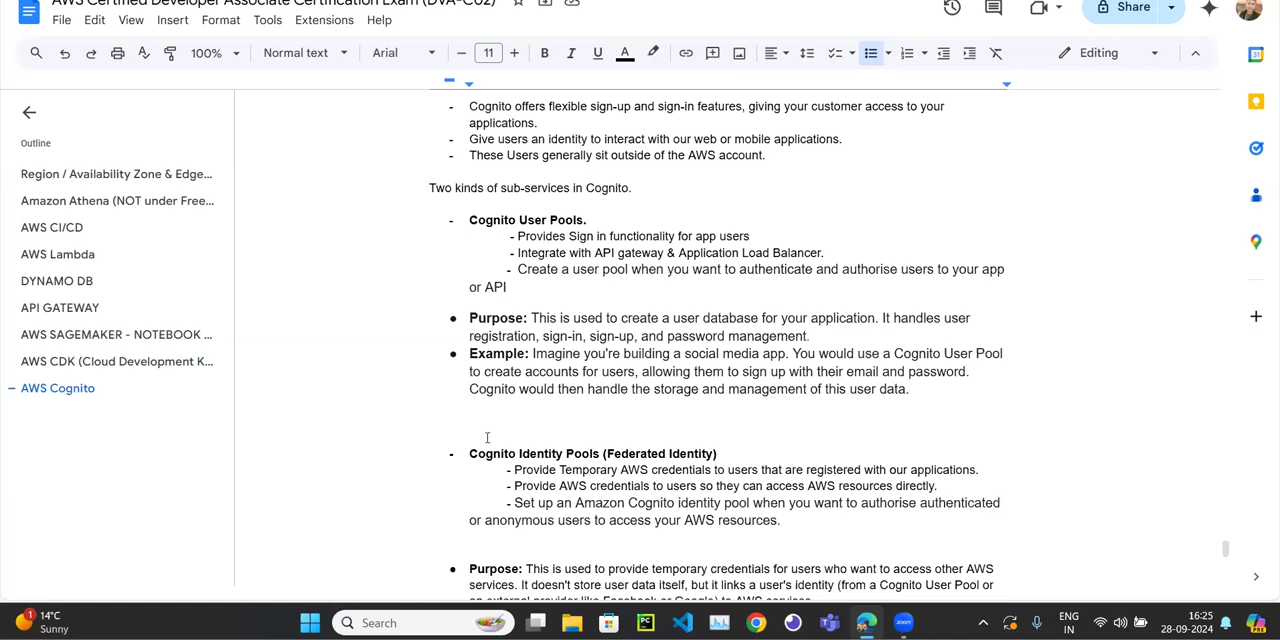 AWS Certified Developer Associate Certification Exam (DVA-C02)
File Edit View Insert Format Tools Extensions Help
Share
100% Normal text Arial 11 Editing
Outline
Region / Availability Zone & Edge...
Amazon Athena (NOT under Free...
AWS CI/CD
AWS Lambda
DYNAMO DB
API GATEWAY
AWS SAGEMAKER - NOTEBOOK ...
AWS CDK (Cloud Development K...
AWS Cognito
- Cognito offers flexible sign-up and sign-in features, giving your customer access to your
applications.
- Give users an identity to interact with our web or mobile applications.
- These Users generally sit outside of the AWS account.
Two kinds of sub-services in Cognito.
- Cognito User Pools.
- Provides Sign in functionality for app users
- Integrate with API gateway & Application Load Balancer.
- Create a user pool when you want to authenticate and authorise users to your app
or API
● Purpose: This is used to create a user database for your application. It handles user
registration, sign-in, sign-up, and password management.
● Example: Imagine you're building a social media app. You would use a Cognito User Pool
to create accounts for users, allowing them to sign up with their email and password.
Cognito would then handle the storage and management of this user data.
- Cognito Identity Pools (Federated Identity)
- Provide Temporary AWS credentials to users that are registered with our applications.
- Provide AWS credentials to users so they can access AWS resources directly.
- Set up an Amazon Cognito identity pool when you want to authorise authenticated
or anonymous users to access your AWS resources.
● Purpose: This is used to provide temporary credentials for users who want to access other AWS
services. It doesn't store user data itself, but it links a user's identity (from a Cognito User Pool or
an external provider like Facebook or Google) to AWS services.
14°C
Sunny
Search
ENG
IN
16:25
28-09-2024